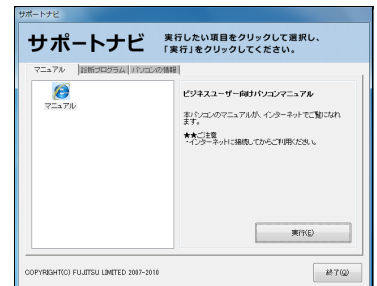 サポートナビ
サポートナビ
実行したい項目をクリックして選択し、
「実行」をクリックしてください。
マニュアル 診断プログラム パソコンの情報
マニュアル
ビジネスユーザー向けパソコンマニュアル
本パソコンのマニュアルが、インターネットでご覧になれ
ます。
★★ご注意
・インターネットに接続してからご利用ください。
実行(E)
COPYRIGHT(C) FUJITSU LIMITED 2007-2010
終了(Q)